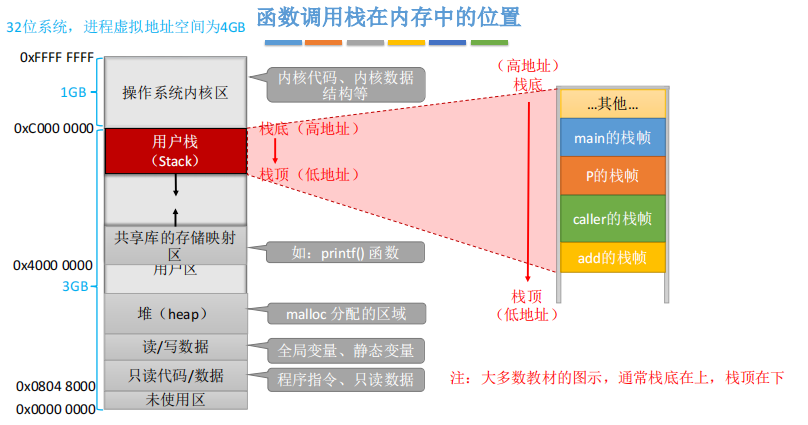 函数调用栈在内存中的位置
32位系统，进程虚拟地址空间为4GB
0xFFFF FFFF
1GB
操作系统内核区
内核代码、内核数据
结构等
0xC000 0000
用户栈
（Stack）
栈底（高地址）
栈顶（低地址）
共享库的存储映射
区
如：printf() 函数
0x4000 0000
用户区
3GB
堆（heap）
malloc 分配的区域
读/写数据
全局变量、静态变量
只读代码/数据
程序指令、只读数据
0x0804 8000
未使用区
0x0000 0000
（高地址）
栈底
...其他...
main的栈帧
P的栈帧
caller的栈帧
add的栈帧
栈顶
（低地址）
注：大多数教材的图示，通常栈底在上，栈顶在下